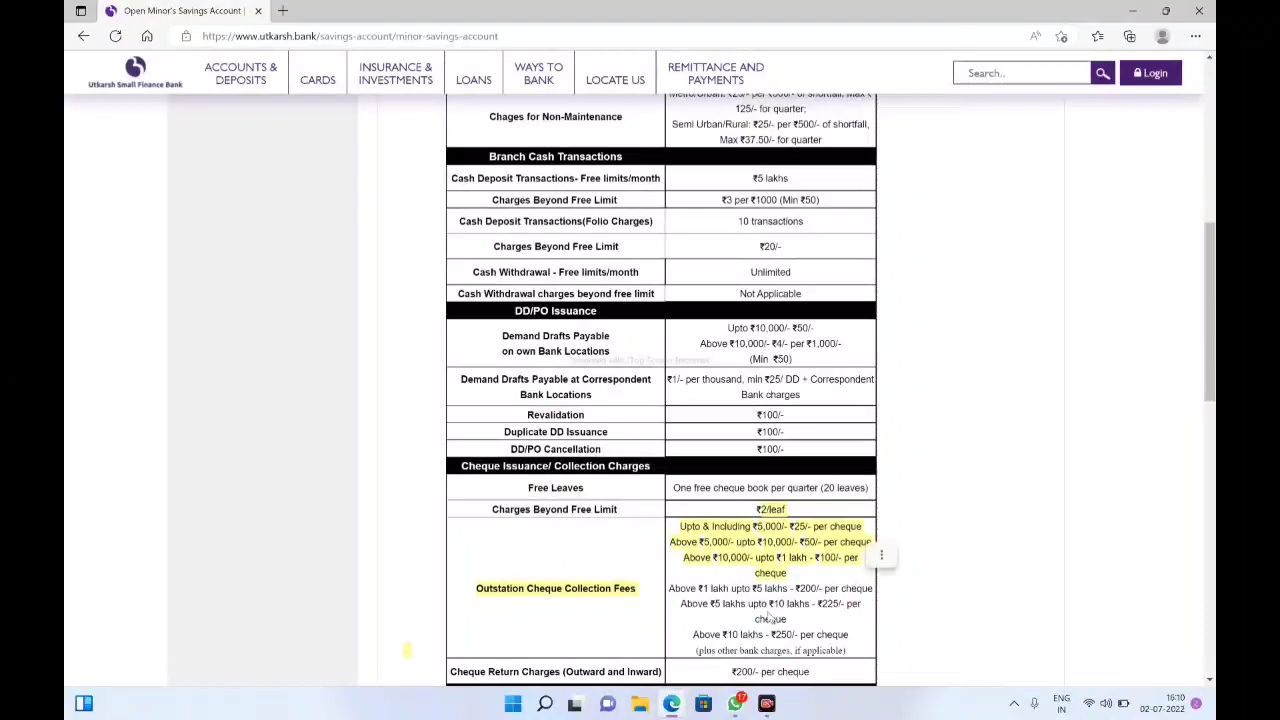 Open Minor's Savings Account |
https://www.utkarsh.bank/savings-account/minor-savings-account
Utkarsh Small Finance Bank
ACCOUNTS & DEPOSITS
CARDS
INSURANCE & INVESTMENTS
LOANS
WAYS TO BANK
LOCATE US
REMITTANCE AND PAYMENTS
Search..
Login
Chages for Non-Maintenance
125/- for quarter;
Semi Urban/Rural: ₹25/- per ₹500/- of shortfall,
Max ₹37.50/- for quarter
Branch Cash Transactions
Cash Deposit Transactions- Free limits/month
₹5 lakhs
Charges Beyond Free Limit
₹3 per ₹1000 (Min ₹50)
Cash Deposit Transactions(Folio Charges)
10 transactions
Charges Beyond Free Limit
₹20/-
Cash Withdrawal - Free limits/month
Unlimited
Cash Withdrawal charges beyond free limit
Not Applicable
DD/PO Issuance
Demand Drafts Payable
on own Bank Locations
Upto ₹10,000/- ₹50/-
Above ₹10,000/- ₹4/- per ₹1,000/-
(Min ₹50)
Demand Drafts Payable at Correspondent
Bank Locations
₹1/- per thousand, min ₹25/ DD + Correspondent
Bank charges
Revalidation
₹100/-
Duplicate DD Issuance
₹100/-
DD/PO Cancellation
₹100/-
Cheque Issuance/ Collection Charges
Free Leaves
One free cheque book per quarter (20 leaves)
Charges Beyond Free Limit
₹2/leaf
Outstation Cheque Collection Fees
Upto & Including ₹5,000/- ₹25/- per cheque
Above ₹5,000/- upto ₹10,000/- ₹50/- per cheque
Above ₹10,000/- upto ₹1 lakh - ₹100/- per
cheque
Above ₹1 lakh upto ₹5 lakhs - ₹200/- per cheque
Above ₹5 lakhs upto ₹10 lakhs - ₹225/- per
cheque
Above ₹10 lakhs - ₹250/- per cheque
(plus other bank charges, if applicable)
Cheque Return Charges (Outward and Inward)
₹200/- per cheque
17
ENG
IN
16:10
02-07-2022